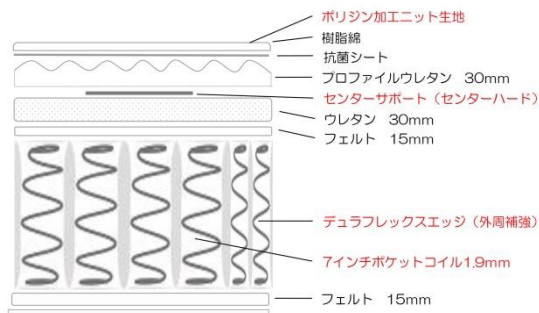 ポリジン加工ニット生地
樹脂綿
抗菌シート
プロファイルウレタン　30mm
センターサポート（センターハード）
ウレタン　30mm
フェルト　15mm
デュラフレックスエッジ（外周補強）
7インチポケットコイル1.9mm
フェルト　15mm